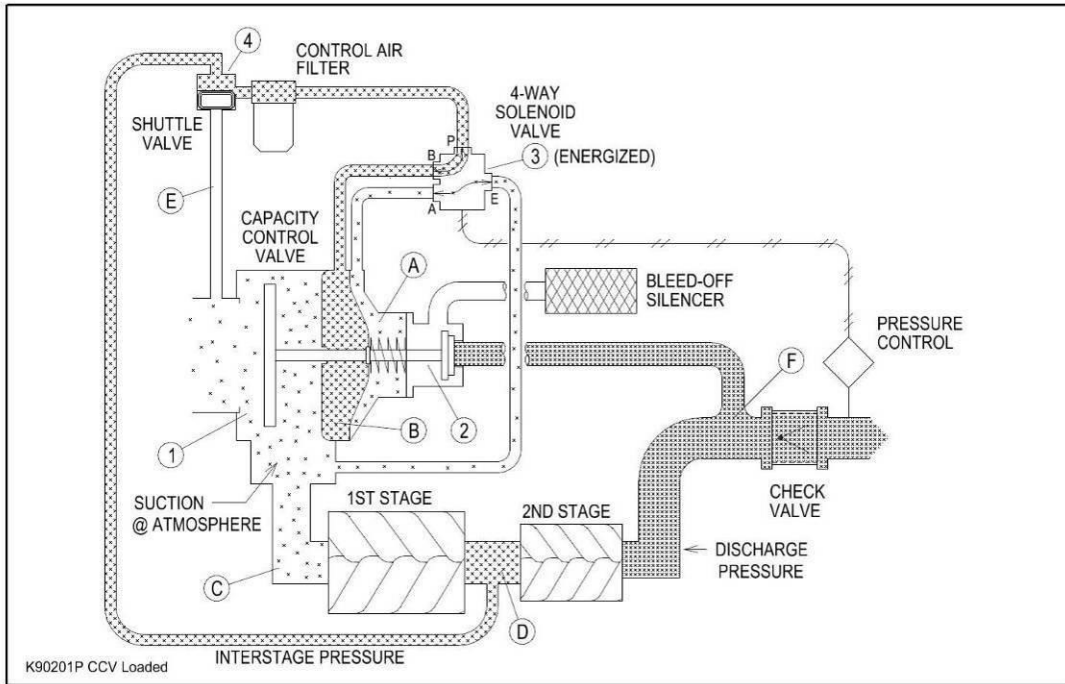 4
CONTROL AIR
FILTER
4-WAY
SOLENOID
VALVE
P
SHUTTLE
VALVE
B
3 (ENERGIZED)
A
E
E
CAPACITY
CONTROL
VALVE
A
BLEED-OFF
SILENCER
PRESSURE
CONTROL
F
B
2
1
SUCTION
@ ATMOSPHERE
1ST STAGE
2ND STAGE
CHECK
VALVE
DISCHARGE
PRESSURE
C
D
INTERSTAGE PRESSURE
K90201P CCV Loaded